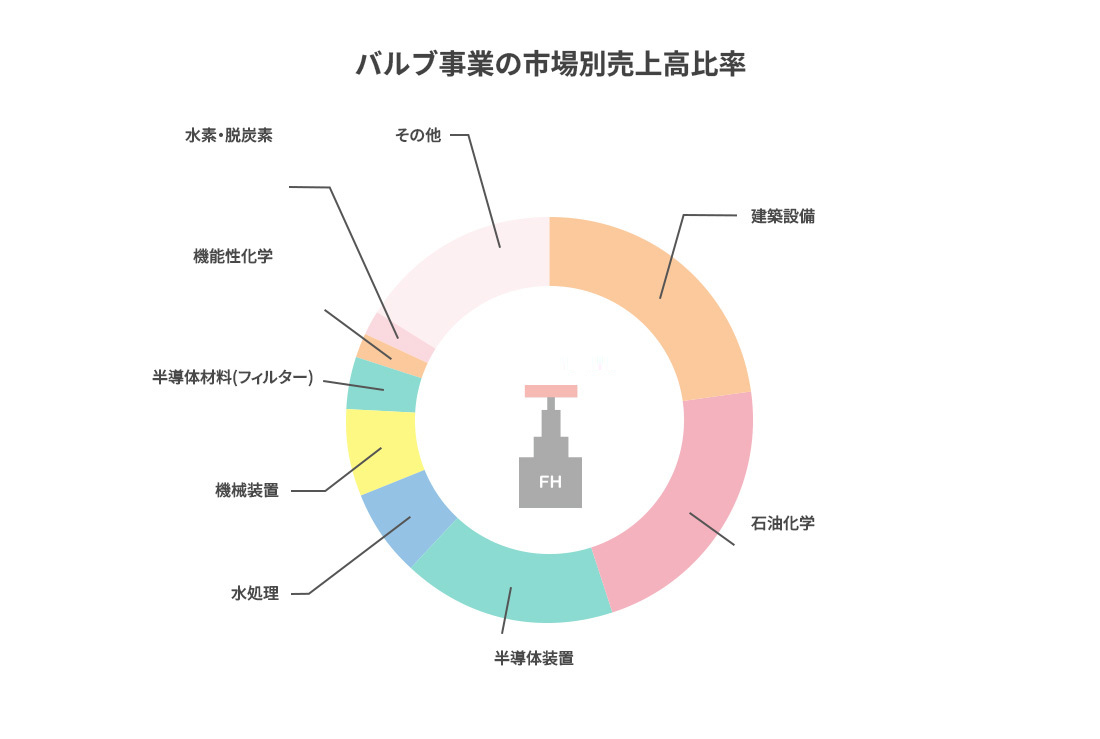 バルブ事業の市場別売上高比率
水素・脱炭素
その他
建築設備
機能性化学
半導体材料(フィルター)
機械装置
FH
石油化学
水処理
半導体装置